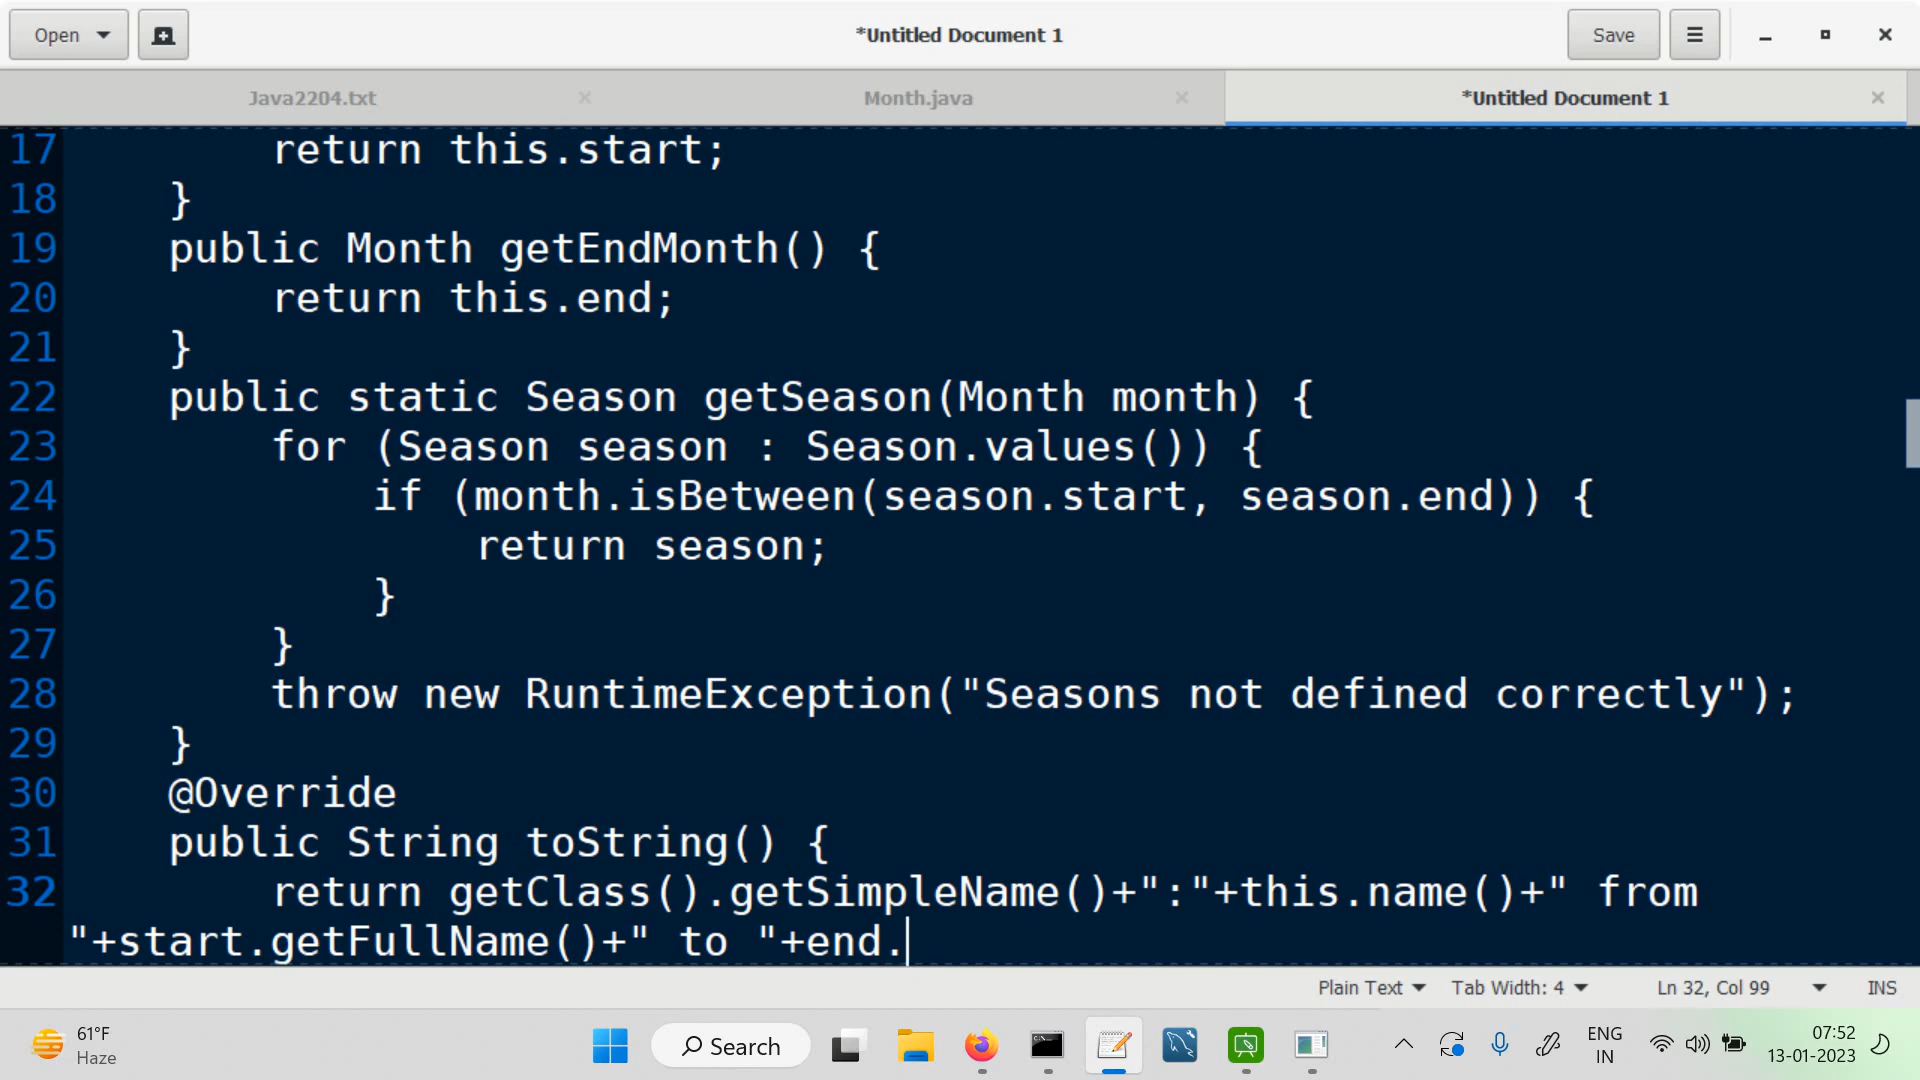 Open
*Untitled Document 1
Save
Java2204.txt
Month.java
*Untitled Document 1
17         return this.start;
18     }
19     public Month getEndMonth() {
20         return this.end;
21     }
22     public static Season getSeason(Month month) {
23         for (Season season : Season.values()) {
24             if (month.isBetween(season.start, season.end)) {
25                 return season;
26             }
27         }
28         throw new RuntimeException("Seasons not defined correctly");
29     }
30     @Override
31     public String toString() {
32         return getClass().getSimpleName()+":"+this.name()+" from
"+start.getFullName()+" to "+end.
Plain Text
Tab Width: 4
Ln 32, Col 99
INS
61°F
Haze
Search
ENG
IN
07:52
13-01-2023